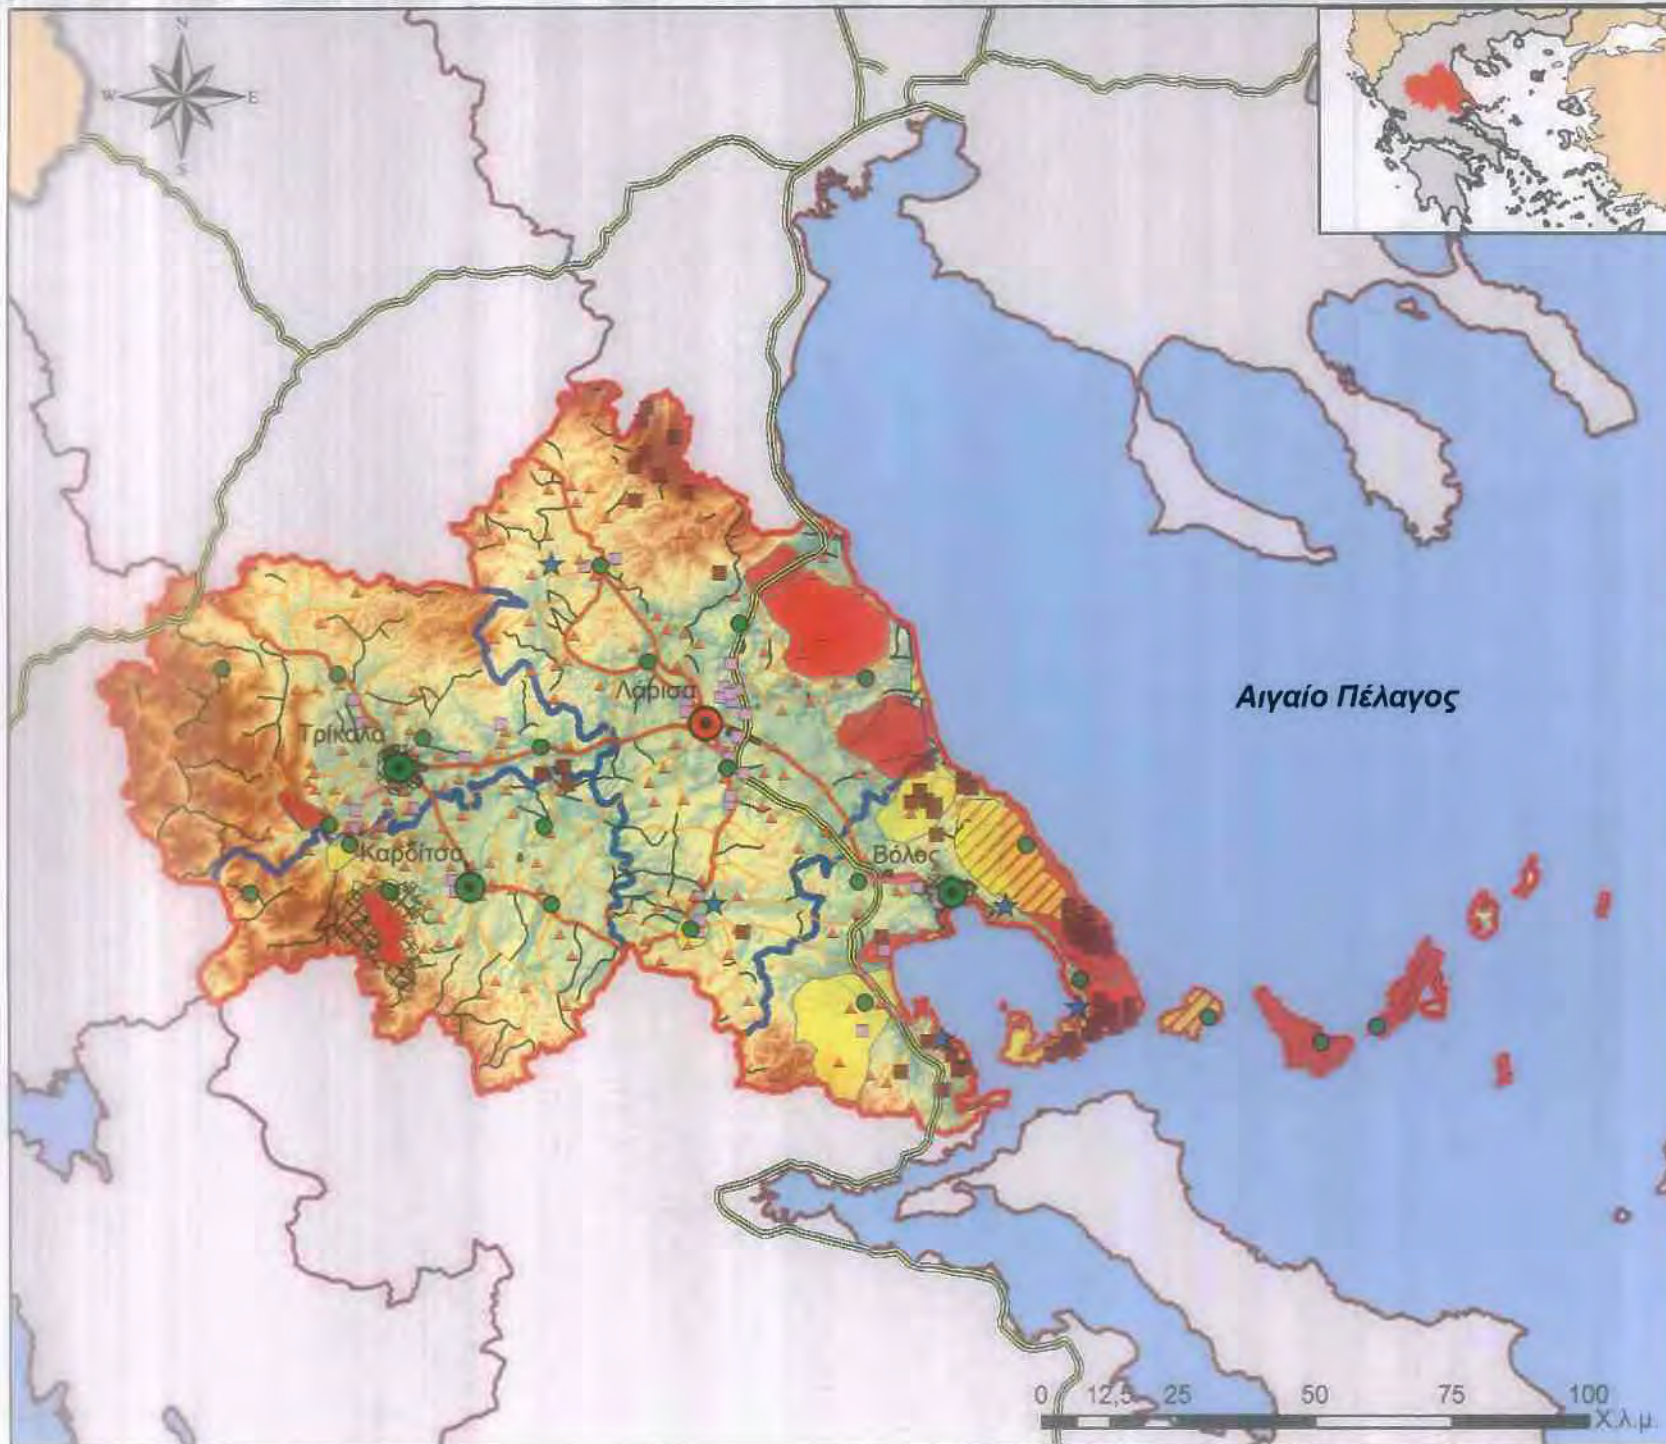 N
W E
S
Λάρισα
Τρίκαλα
Αιγαίο Πέλαγος
Καρδίτσα
Βόλος
0 12,5 25 50 75 100
Χ.λ.μ.